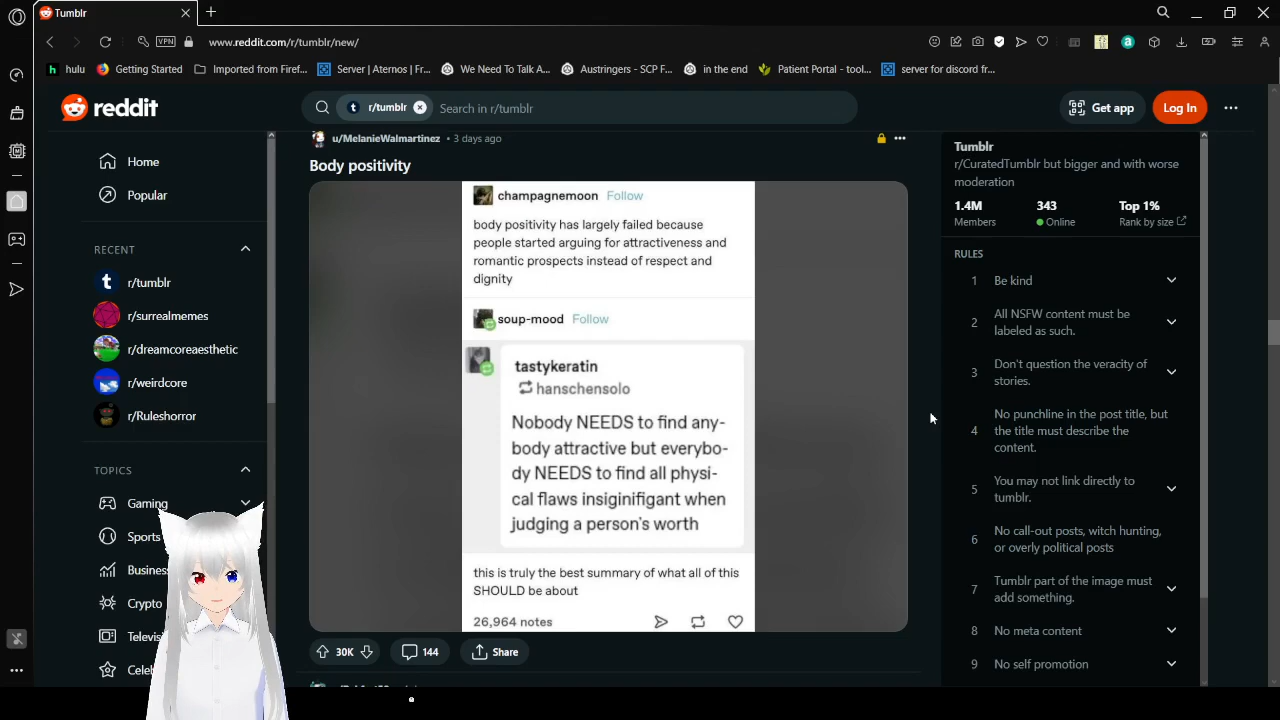 Tumblr
VPN
www.reddit.com/r/tumblr/new/
hulu
Getting Started
Imported from Firef...
Server | Aternos | Fr...
We Need To Talk A...
Austringers - SCP F...
in the end
Patient Portal - tool...
server for discord fr...
reddit
r/tumblr
Search in r/tumblr
Get app
Log In
Home
Popular
RECENT
r/tumblr
r/surrealmemes
r/dreamcoreaesthetic
r/weirdcore
r/Ruleshorror
TOPICS
Gaming
Sports
Busines
Crypto
Televisi
Celeb
u/MelanieWalmartinez • 3 days ago
Body positivity
champagnemoon Follow
body positivity has largely failed because
people started arguing for attractiveness and
romantic prospects instead of respect and
dignity
soup-mood Follow
tastykeratin
hanschensolo
Nobody NEEDS to find any-
body attractive but everybo-
dy NEEDS to find all physi-
cal flaws insiginifigant when
judging a person's worth
this is truly the best summary of what all of this
SHOULD be about
26,964 notes
30K
144
Share
Tumblr
r/CuratedTumblr but bigger and with worse
moderation
1.4M
Members
343
Online
Top 1%
Rank by size
RULES
1 Be kind
2 All NSFW content must be
labeled as such.
3 Don't question the veracity of
stories.
4 No punchline in the post title, but
the title must describe the
content.
5 You may not link directly to
tumblr.
6 No call-out posts, witch hunting,
or overly political posts
7 Tumblr part of the image must
add something.
8 No meta content
9 No self promotion